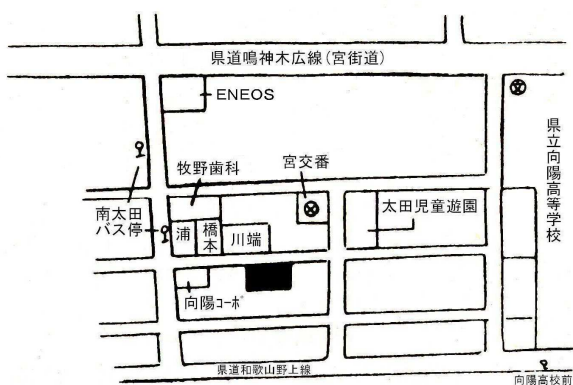 県道鳴神木広線(宮街道)
ENEOS
牧野歯科
宮交番
県立向陽高等学校
南太田
バス停
浦
橋本
川端
太田児童遊園
向陽コーポ
県道和歌山野上線
向陽高校前